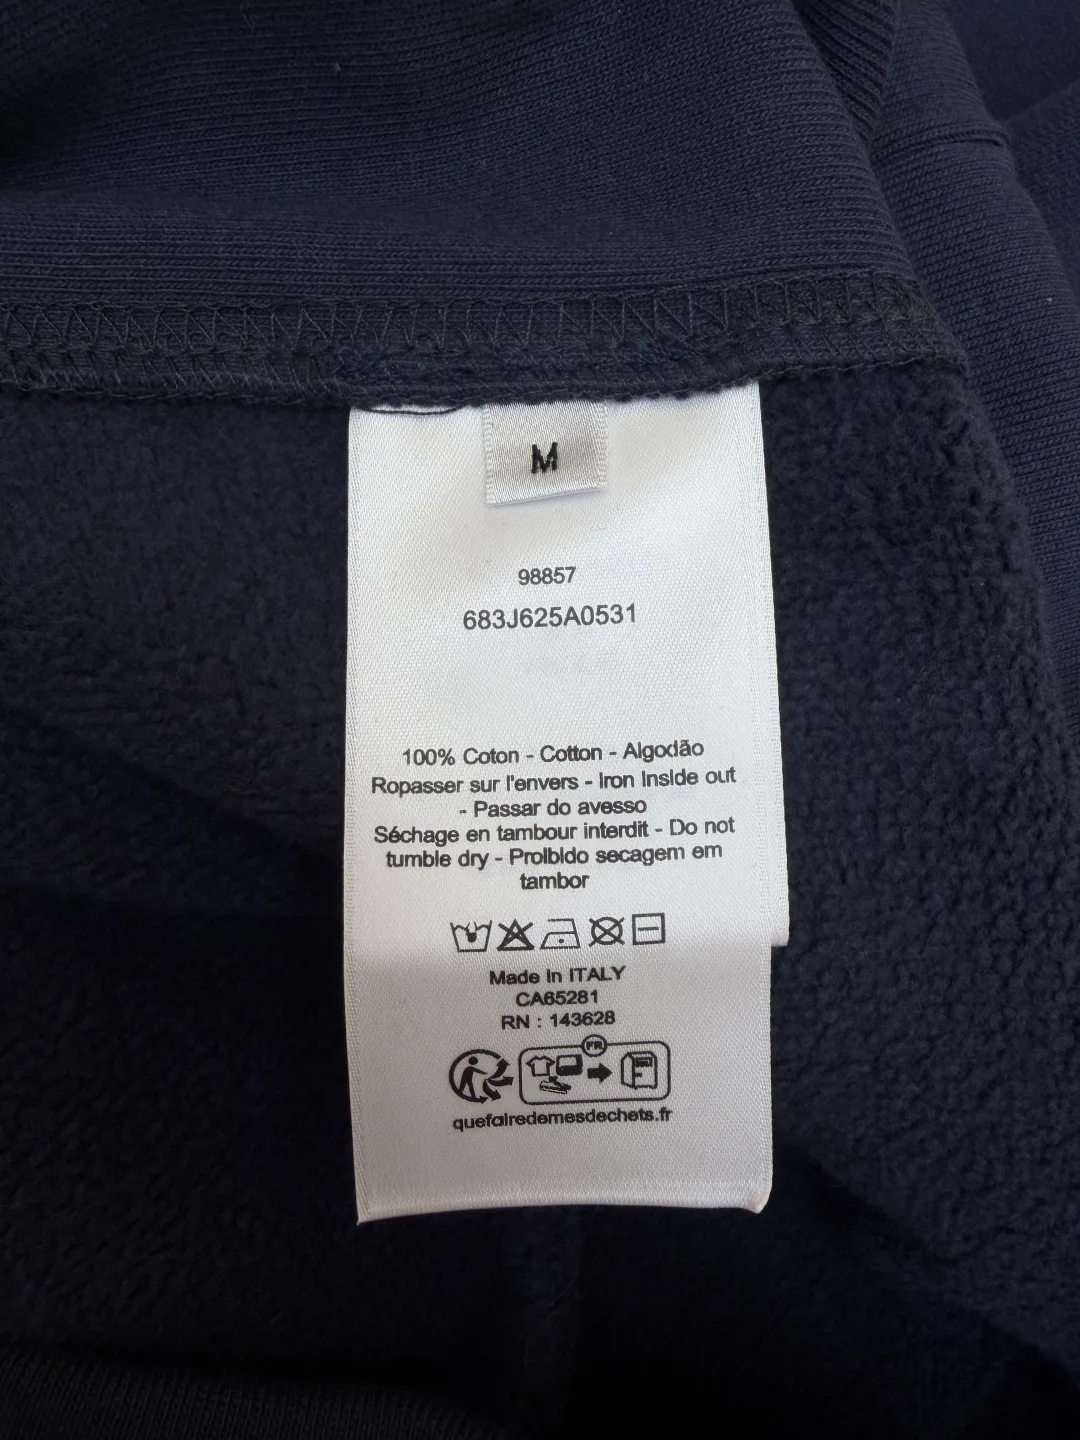 M
98857
683J625A0531
100% Coton - Cotton - Algodão
Ropasser sur l'envers - Iron Inside out
- Passar do avesso
Séchage en tambour interdit - Do not
tumble dry - Proibido secagem em
tambor
Made In ITALY
CA65281
RN : 143628
FR
quefairedemesdechets.fr